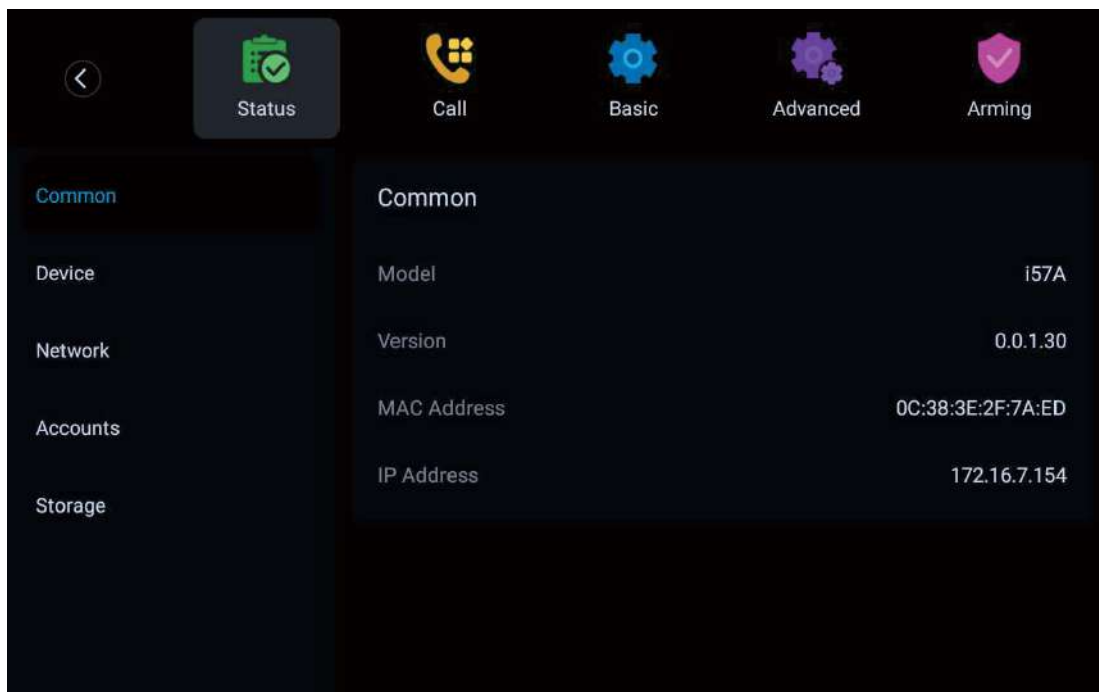 Status
Call
Basic
Advanced
Arming
Common
Device
Network
Accounts
Storage
Common
Model i57A
Version 0.0.1.30
MAC Address 0C:38:3E:2F:7A:ED
IP Address 172.16.7.154